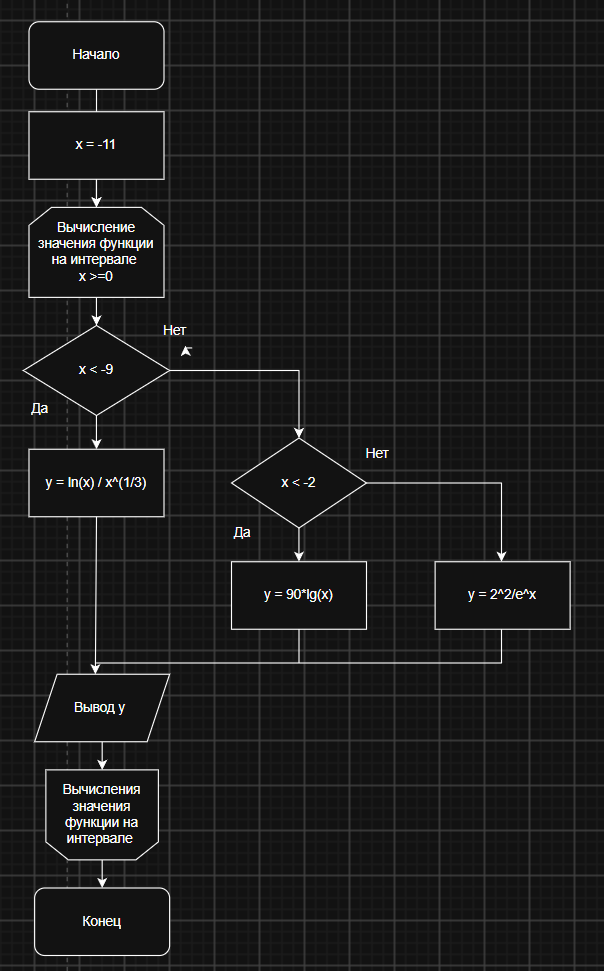 Начало
x = -11
Вычисление
значения функции
на интервале
x >=0
Нет
x < -9
Да
y = ln(x) / x^(1/3)
Нет
x < -2
Да
y = 90*lg(x)
y = 2^2/e^x
Вывод y
Вычисления
значения
функции на
интервале
Конец